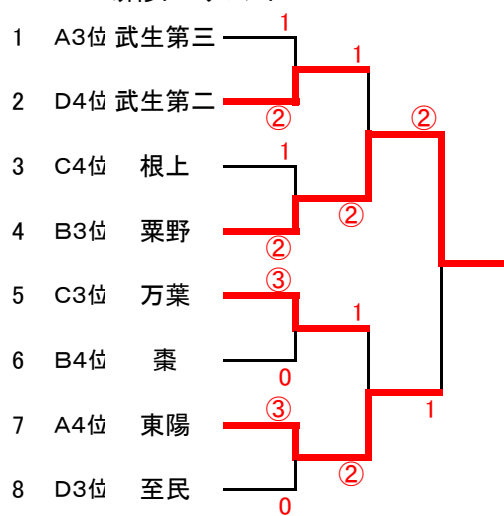 1 A3位 武生第三 1
1
2 D4位 武生第二 ②
②
3 C4位 根上 1
②
4 B3位 粟野 ②
5 C3位 万葉 ③
1
6 B4位 棗 0
1
7 A4位 東陽 ③
②
8 D3位 至民 0